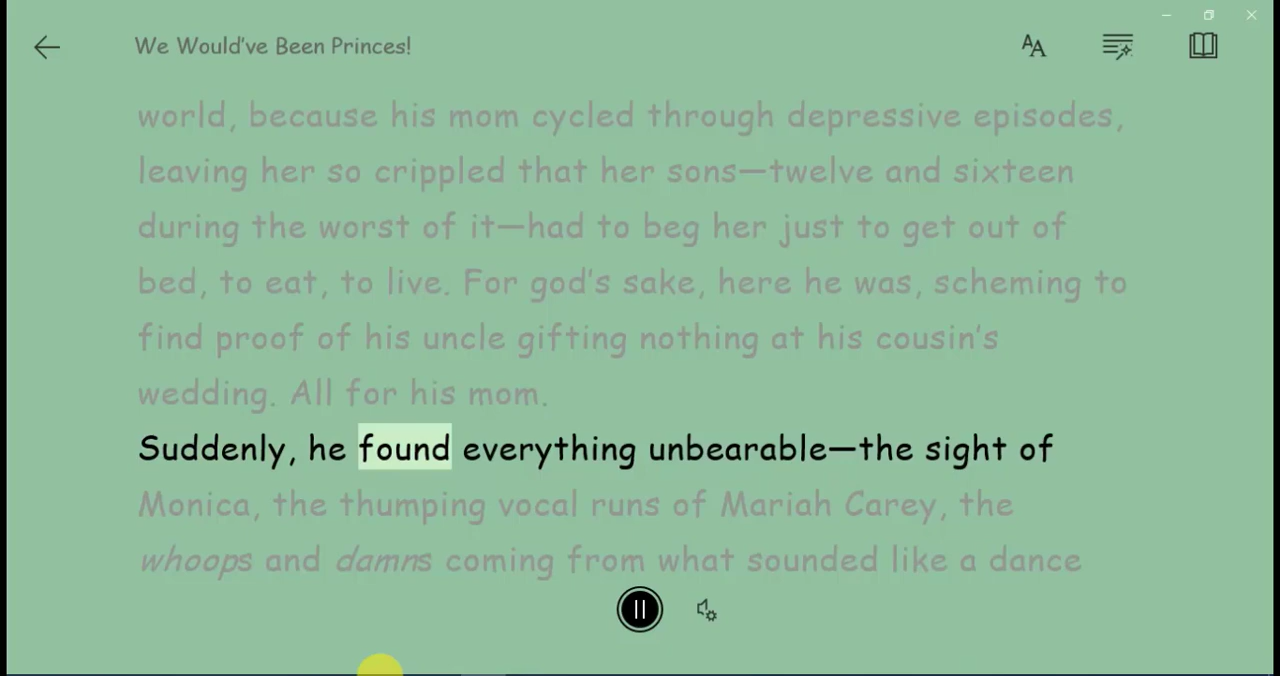 We Would've Been Princes!
world, because his mom cycled through depressive episodes,
leaving her so crippled that her sons—twelve and sixteen
during the worst of it—had to beg her just to get out of
bed, to eat, to live. For god's sake, here he was, scheming to
find proof of his uncle gifting nothing at his cousin's
wedding. All for his mom.
Suddenly, he found everything unbearable—the sight of
Monica, the thumping vocal runs of Mariah Carey, the
whoops and damns coming from what sounded like a dance